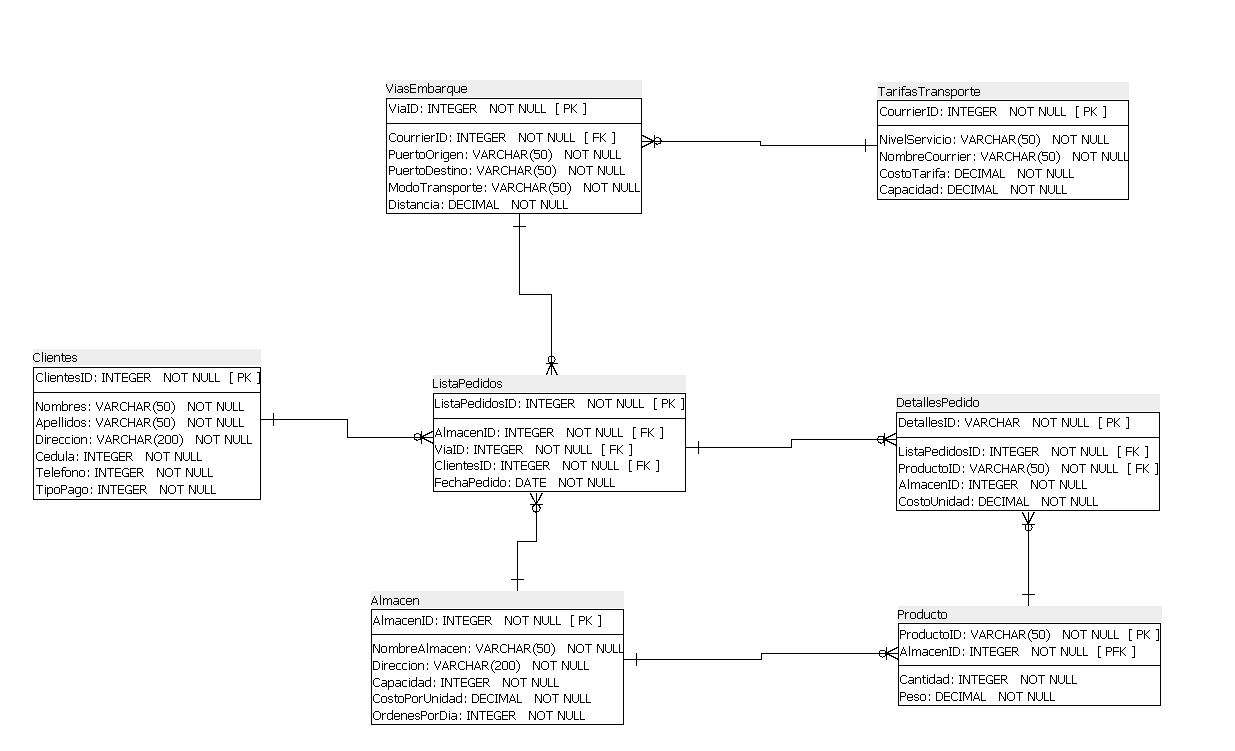 ViasEmbarque
ViaID: INTEGER NOT NULL [ PK ]
CourrierID: INTEGER NOT NULL [ FK ]
PuertoOrigen: VARCHAR(50) NOT NULL
PuertoDestino: VARCHAR(50) NOT NULL
ModoTransporte: VARCHAR(50) NOT NULL
Distancia: DECIMAL NOT NULL
TarifasTransporte
CourrierID: INTEGER NOT NULL [ PK ]
NivelServicio: VARCHAR(50) NOT NULL
NombreCourrier: VARCHAR(50) NOT NULL
CostoTarifa: DECIMAL NOT NULL
Capacidad: DECIMAL NOT NULL
Clientes
ClientesID: INTEGER NOT NULL [ PK ]
Nombres: VARCHAR(50) NOT NULL
Apellidos: VARCHAR(50) NOT NULL
Direccion: VARCHAR(200) NOT NULL
Cedula: INTEGER NOT NULL
Telefono: INTEGER NOT NULL
TipoPago: INTEGER NOT NULL
ListaPedidos
ListaPedidosID: INTEGER NOT NULL [ PK ]
AlmacenID: INTEGER NOT NULL [ FK ]
ViaID: INTEGER NOT NULL [ FK ]
ClientesID: INTEGER NOT NULL [ FK ]
FechaPedido: DATE NOT NULL
DetallesPedido
DetallesID: VARCHAR NOT NULL [ PK ]
ListaPedidosID: INTEGER NOT NULL [ FK ]
ProductoID: VARCHAR(50) NOT NULL [ FK ]
AlmacenID: INTEGER NOT NULL
CostoUnidad: DECIMAL NOT NULL
Almacen
AlmacenID: INTEGER NOT NULL [ PK ]
NombreAlmacen: VARCHAR(50) NOT NULL
Direccion: VARCHAR(200) NOT NULL
Capacidad: INTEGER NOT NULL
CostoPorUnidad: DECIMAL NOT NULL
OrdenesPorDia: INTEGER NOT NULL
Producto
ProductoID: VARCHAR(50) NOT NULL [ PK ]
AlmacenID: INTEGER NOT NULL [ PFK ]
Cantidad: INTEGER NOT NULL
Peso: DECIMAL NOT NULL